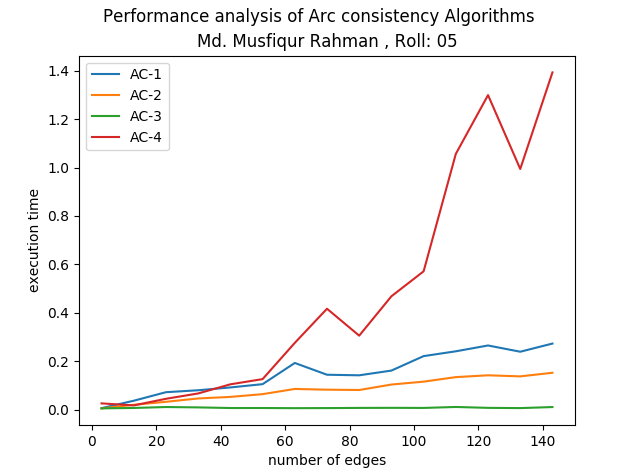 Performance analysis of Arc consistency Algorithms
Md. Musfiqur Rahman , Roll: 05
AC-1
AC-2
AC-3
AC-4
execution time
1.4
1.2
1.0
0.8
0.6
0.4
0.2
0.0
0 20 40 60 80 100 120 140
number of edges